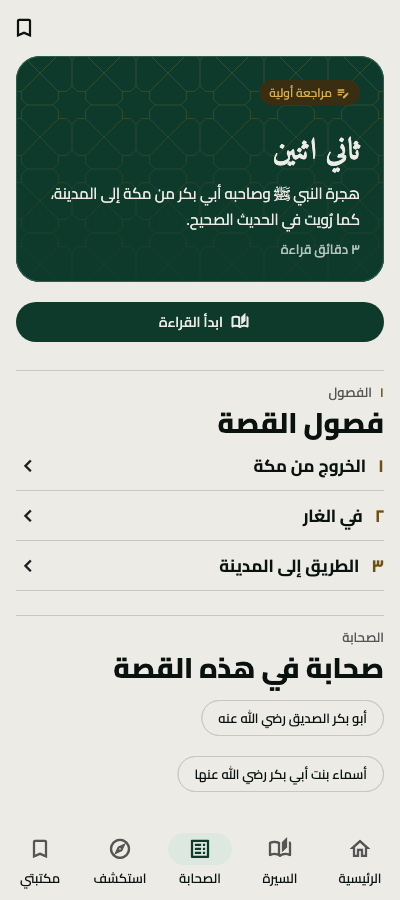 مراجعة أولية
ثاني اثنين
هجرة النبي ﷺ وصاحبه أبي بكر من مكة إلى المدينة،
كما رُويت في الحديث الصحيح.
٣ دقائق قراءة
ابدأ القراءة
١ الفصول
فصول القصة
١ الخروج من مكة
٢ في الغار
٣ الطريق إلى المدينة
الصحابة
صحابة في هذه القصة
أبو بكر الصديق رضي الله عنه
أسماء بنت أبي بكر رضي الله عنها
الرئيسية
السيرة
الصحابة
استكشف
مكتبتي